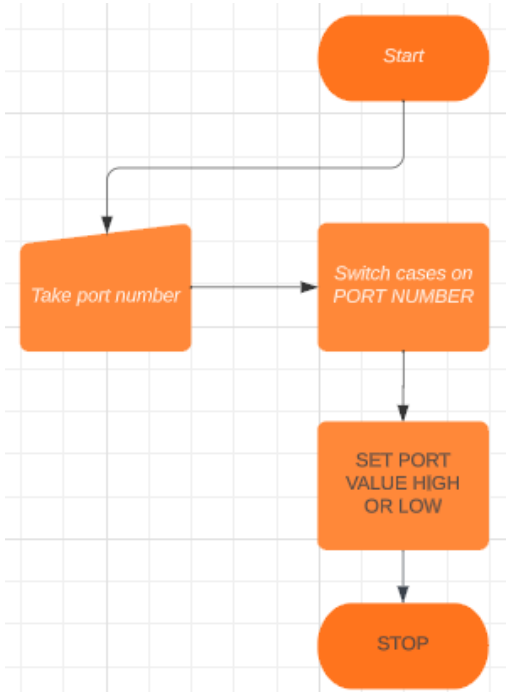 Start
Take port number
Switch cases on
PORT NUMBER
SET PORT
VALUE HIGH
OR LOW
STOP